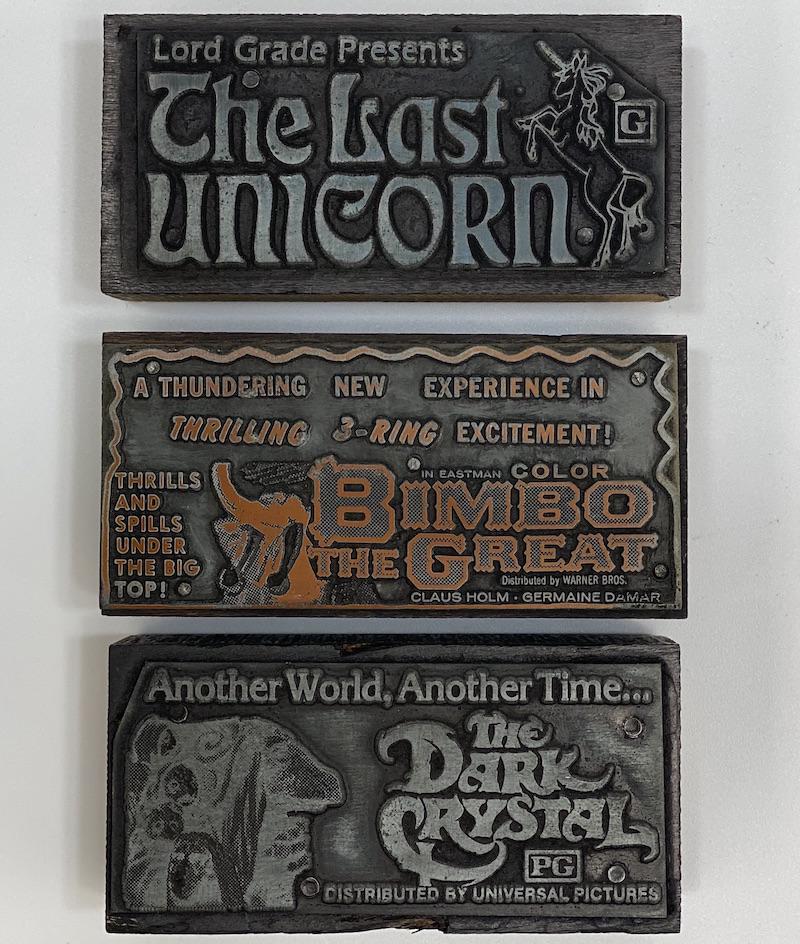 Lord Grade Presents
The Last
G
UNICORN
A THUNDERING NEW EXPERIENCE IN
THRILLING 3-RING EXCITEMENT!
THRILLS
AND
SPILLS
UNDER
THE BIG
TOP!
IN EASTMAN COLOR
BIMBO
THE GREAT
Distributed by WARNER BROS.
CLAUS HOLM · GERMAINE DAMAR
Another World, Another Time...
THE
DARK
CRYSTAL
PG
DISTRIBUTED BY UNIVERSAL PICTURES